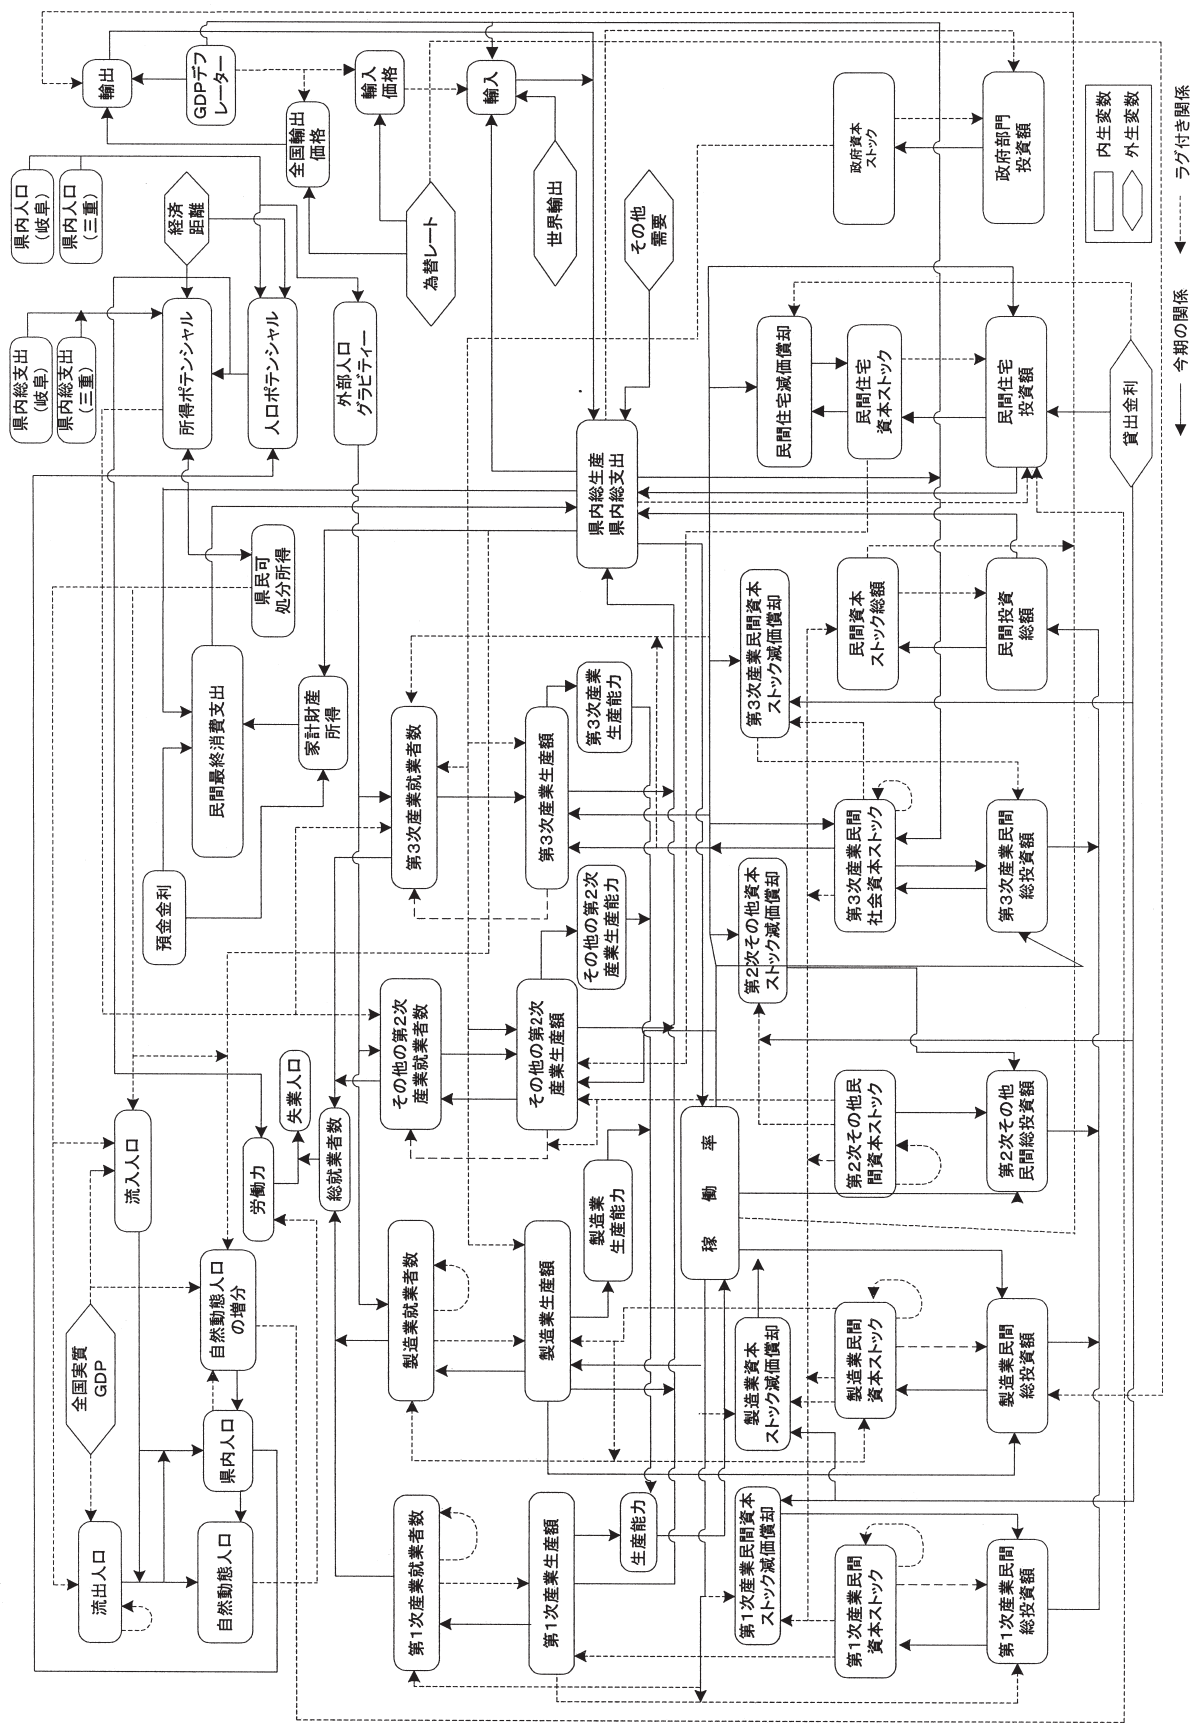 全国実質
GDP
流出人口
自然動態人口
県内人口
自然動態人口
の増分
流入人口
労働力
失業人口
総就業者数
預金金利
民間最終消費支出
家計財産
所得
県民可
処分所得
県内総支出
(岐阜)
県内総支出
(三重)
所得ポテンシャル
人口ポテンシャル
外部人口
グラビティー
県内人口
(岐阜)
県内人口
(三重)
経済
距離
輸出
GDPデフ
レーター
全国輸出
価格
輸入
価格
為替レート
輸入
世界輸出
その他
需要
第1次産業就業者数
製造業就業者数
その他の第2次
産業就業者数
第3次産業就業者数
第1次産業生産額
製造業生産額
その他の第2次
産業生産額
第3次産業生産額
生産能力
製造業
生産能力
その他の第2次
産業生産能力
第3次産業
生産能力
県内総生産
県内総支出
稼働率
第1次産業民間資本
ストック減価償却
製造業資本
ストック減価償却
第2次その他資本
ストック減価償却
第3次産業民間資本
ストック減価償却
民間住宅減価償却
第1次産業民間
資本ストック
製造業民間
資本ストック
第2次その他民
間資本ストック
第3次産業民間
社会資本ストック
民間資本
ストック総額
民間住宅
資本ストック
政府資本
ストック
第1次産業民間
総投資額
製造業民間
総投資額
第2次その他
民間総投資額
第3次産業民間
総投資額
民間投資
総額
民間住宅
投資額
政府部門
投資額
貸出金利
内生変数
外生変数
今期の関係
ラグ付き関係